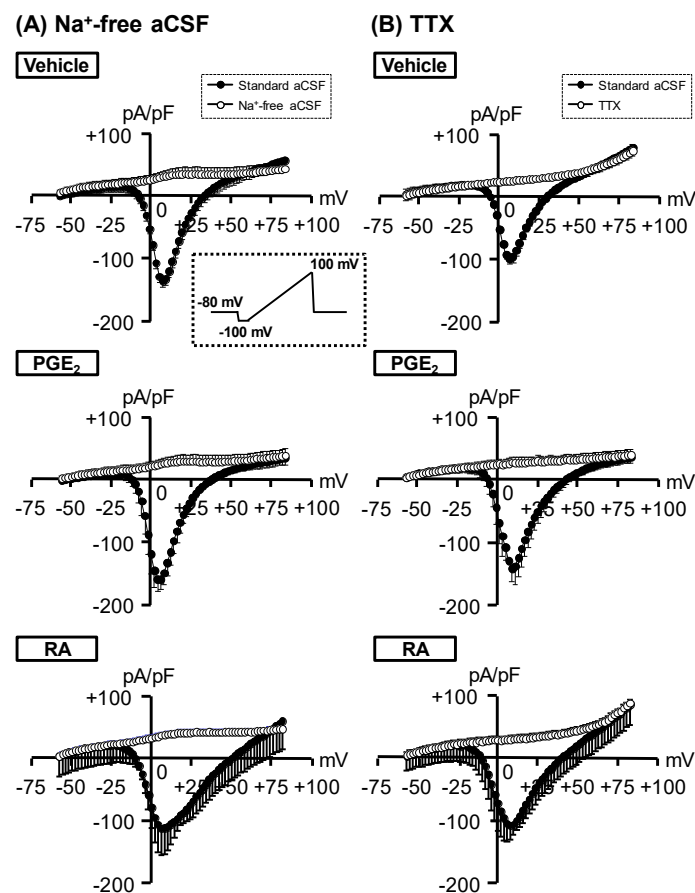 (A) Na⁺-free aCSF
(B) TTX
Vehicle
Standard aCSF
Na⁺-free aCSF
pA/pF
+100
mV
-75 -50 -25 0 +25 +50 +75 +100
-100
-200
Vehicle
Standard aCSF
TTX
pA/pF
+100
mV
-75 -50 -25 0 +25 +50 +75 +100
-100
-200
100 mV
-80 mV
-100 mV
PGE₂
pA/pF
+100
mV
-75 -50 -25 0 +25 +50 +75 +100
-100
-200
PGE₂
pA/pF
+100
mV
-75 -50 -25 0 +25 +50 +75 +100
-100
-200
RA
pA/pF
+100
mV
-75 -50 -25 0 +25 +50 +75 +100
-100
-200
RA
pA/pF
+100
mV
-75 -50 -25 0 +25 +50 +75 +100
-100
-200